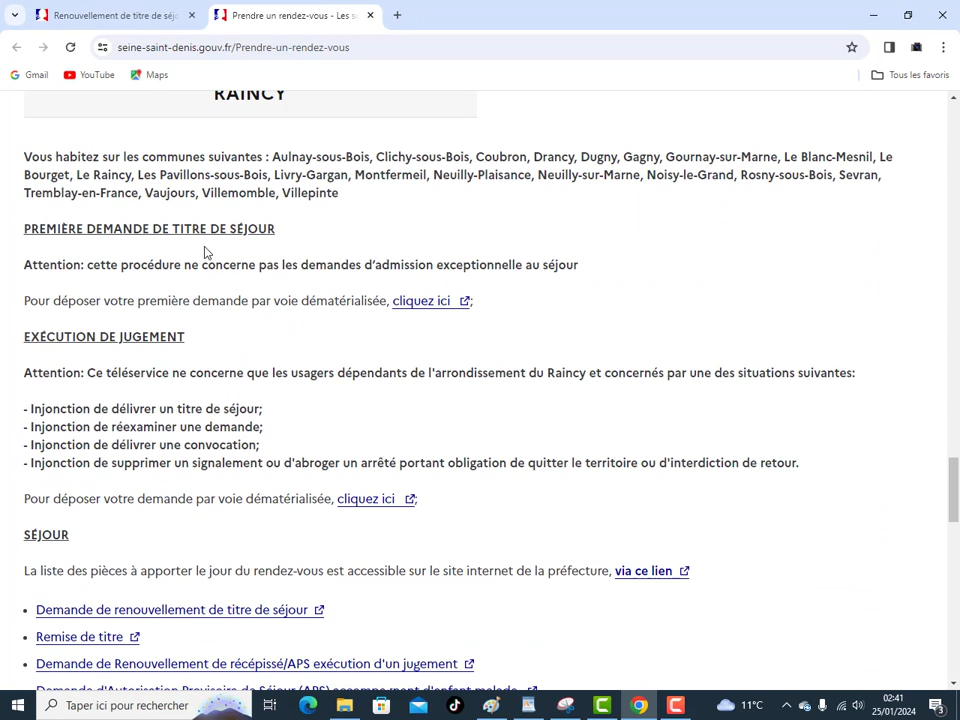 Renouvellement de titre de séjo
Prendre un rendez-vous - Les s
seine-saint-denis.gouv.fr/Prendre-un-rendez-vous
Gmail YouTube Maps Tous les favoris
RAINCY
Vous habitez sur les communes suivantes : Aulnay-sous-Bois, Clichy-sous-Bois, Coubron, Drancy, Dugny, Gagny, Gournay-sur-Marne, Le Blanc-Mesnil, Le
Bourget, Le Raincy, Les Pavillons-sous-Bois, Livry-Gargan, Montfermeil, Neuilly-Plaisance, Neuilly-sur-Marne, Noisy-le-Grand, Rosny-sous-Bois, Sevran,
Tremblay-en-France, Vaujours, Villemomble, Villepinte
PREMIÈRE DEMANDE DE TITRE DE SÉJOUR
Attention: cette procédure ne concerne pas les demandes d’admission exceptionnelle au séjour
Pour déposer votre première demande par voie dématérialisée, cliquez ici ;
EXÉCUTION DE JUGEMENT
Attention: Ce téléservice ne concerne que les usagers dépendants de l'arrondissement du Raincy et concernés par une des situations suivantes:
- Injonction de délivrer un titre de séjour;
- Injonction de réexaminer une demande;
- Injonction de délivrer une convocation;
- Injonction de supprimer un signalement ou d'abroger un arrêté portant obligation de quitter le territoire ou d'interdiction de retour.
Pour déposer votre demande par voie dématérialisée, cliquez ici ;
SÉJOUR
La liste des pièces à apporter le jour du rendez-vous est accessible sur le site internet de la préfecture, via ce lien
• Demande de renouvellement de titre de séjour
• Remise de titre
• Demande de Renouvellement de récépissé/APS exécution d'un jugement
• Demande d'Autorisation Provisoire de Séjour (APS) accompagnant d'enfant malade
Taper ici pour rechercher
11°C
02:41
25/01/2024
3